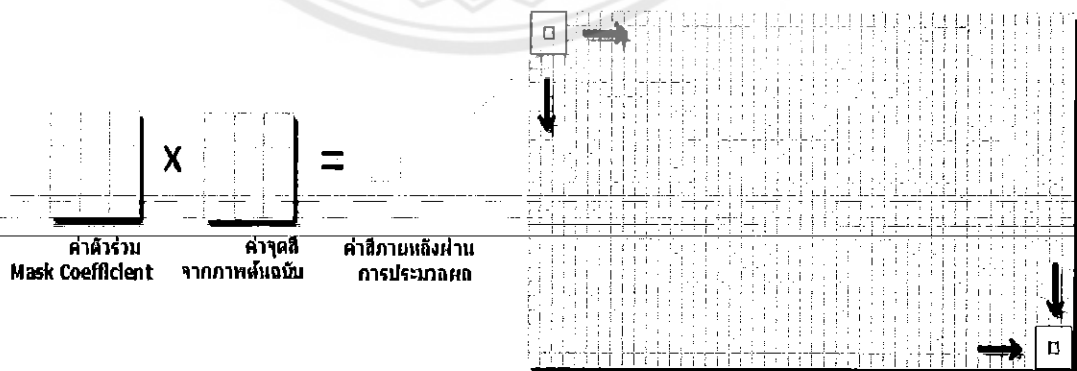 X
=
ค่าตัวร่วม
Mask Coefficient
ค่าจุดสี
จากภาพต้นฉบับ
ค่าสีภายหลังผ่าน
การประมวลผล